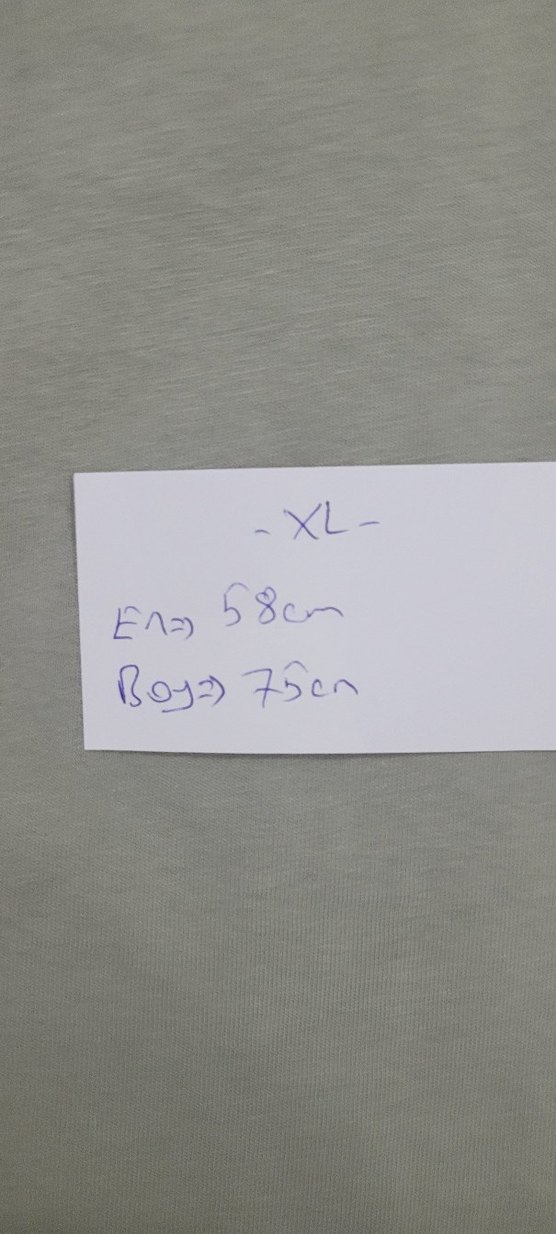 - XL -
En => 58cm
Boy => 75cm